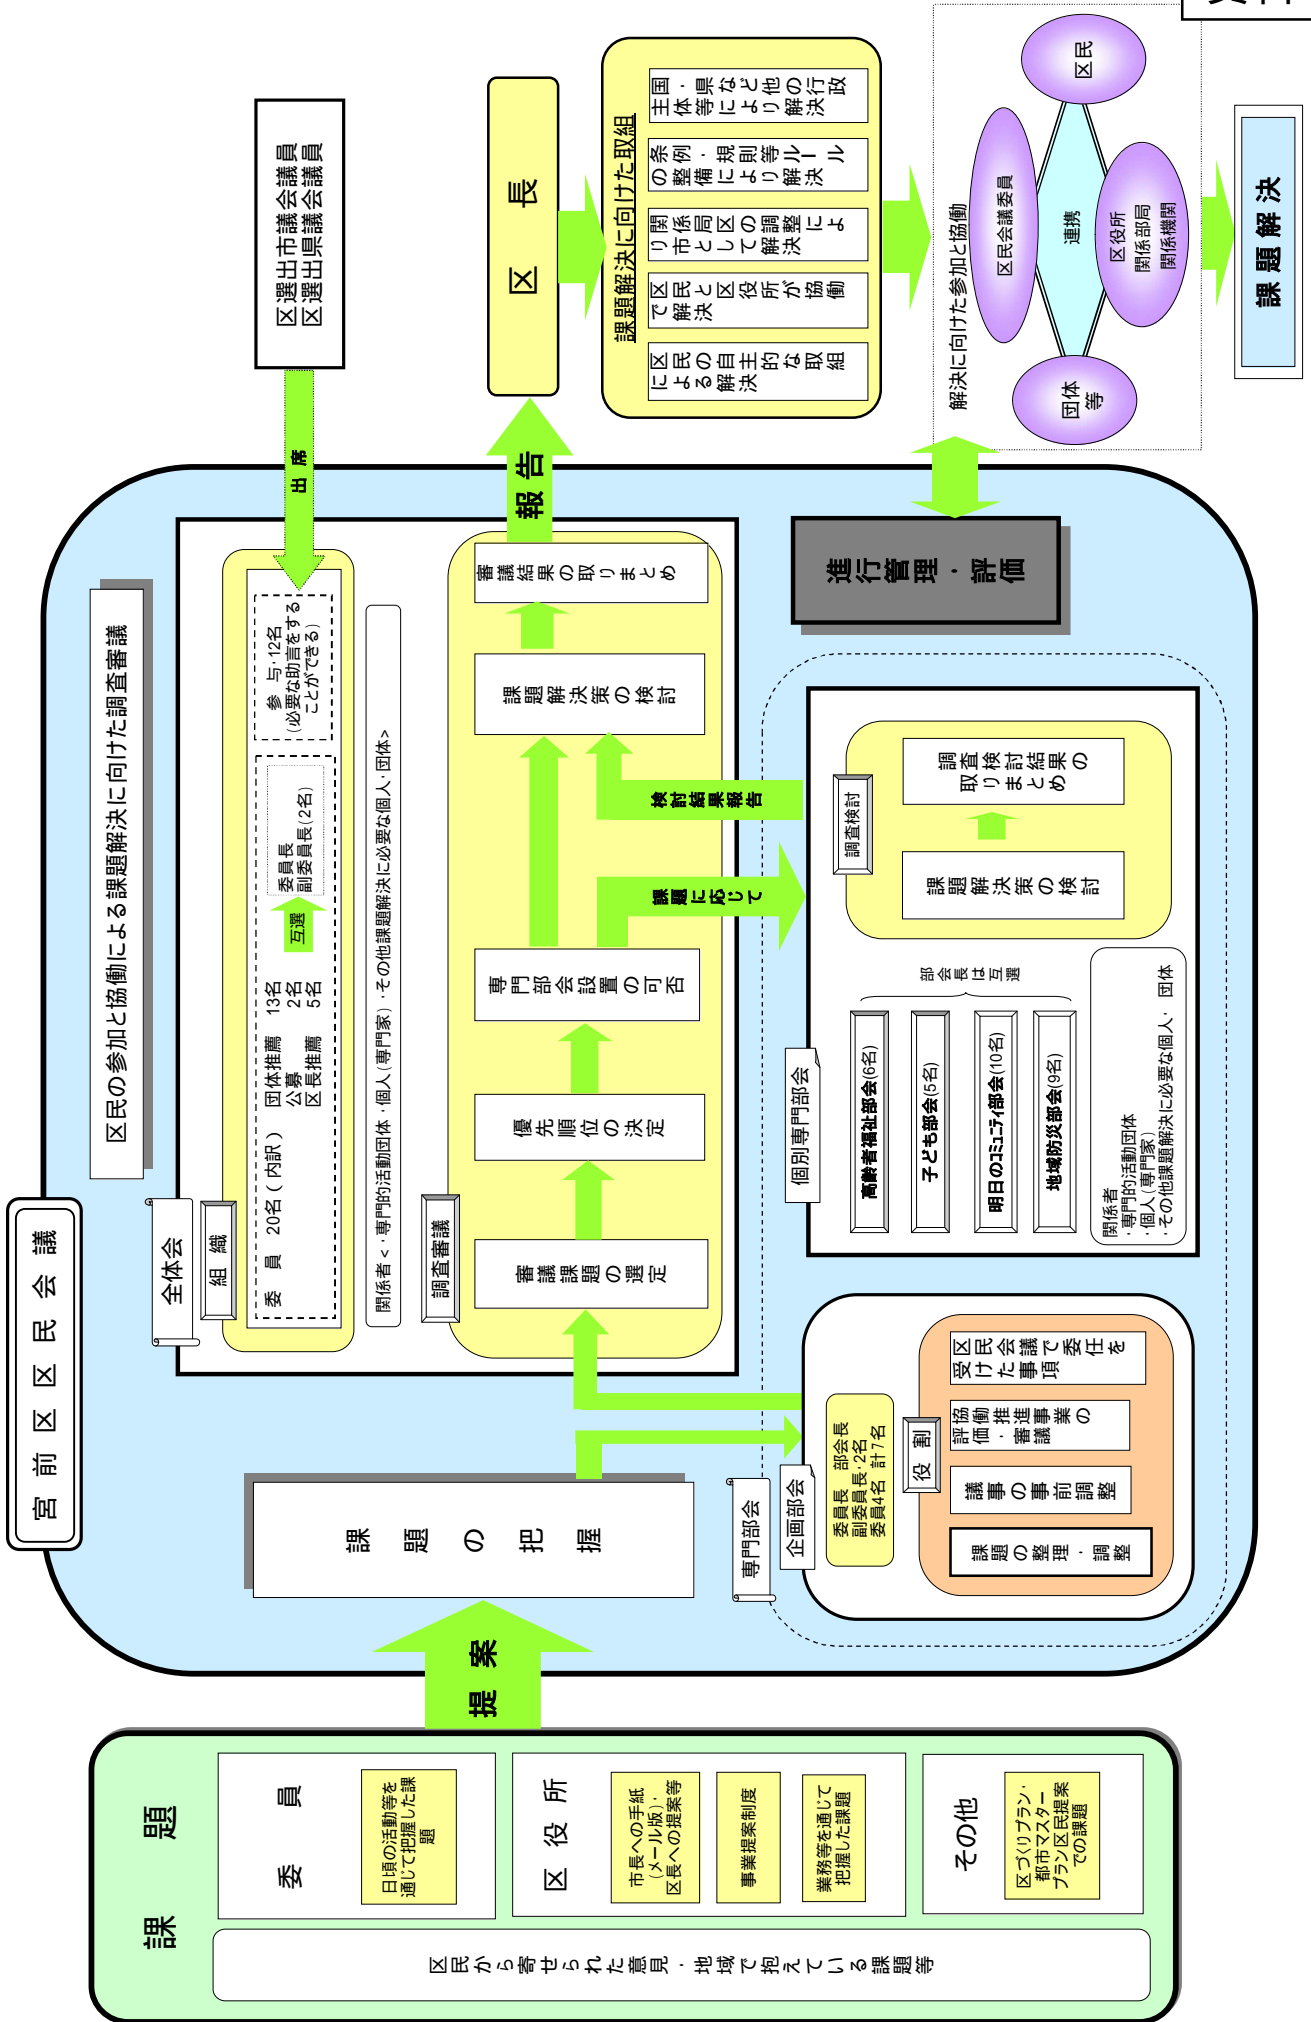 宮前区区民会議
区民の参加と協働による課題解決に向けた調査審議
課題
委員
日頃の活動等を
通じて把握した課
題
区役所
市長への手紙
(メール版)・
区長への提案等
事業提案制度
業務等を通じて
把握した課題
その他
区づくりプラン・
都市マスター
プラン区民提案
での課題
区民から寄せられた意見・地域で抱えている課題等
提案
課題の把握
全体会
組織
委員 20名(内訳) 団体推薦 13名
公募 2名
区長推薦 5名
互選
委員長
副委員長(2名)
参 与・12名
(必要な助言をする
ことができる)
関係者<・専門的活動団体・個人(専門家)・その他課題解決に必要な個人・団体>
調査審議
審議課題の選定
優先順位の決定
専門部会設置の可否
課題解決策の検討
審議結果の取りまとめ
課題に応じて
検討結果報告
専門部会
企画部会
委員長 部会長
副委員長・2名
委員4名 計7名
役割
課題の整理・調整
議事の事前調整
協働推進事業の
評価・審議
区民会議で委任を
受けた事項
個別専門部会
高齢者福祉部会(6名)
子ども部会(5名)
明日のコミュニティ部会(10名)
地域防災部会(9名)
部会長は互選
関係者
・専門的活動団体
・個人(専門家)
・その他課題解決に必要な個人・団体
調査検討
課題解決策の検討
調査検討結果の
取りまとめ
進行管理・評価
出席
区選出市議会議員
区選出県議会議員
報告
区長
課題解決に向けた取組
区民の自主的な取組
による解決
区民と区役所が協働
で解決
関係局区の調整によ
り市として解決
条例・規則等ルール
の整備により解決
国・県など他の行政
主体等により解決
解決に向けた参加と協働
区民会議委員
区民
連携
団体
等
区役所
関係部局
関係機関
課題解決